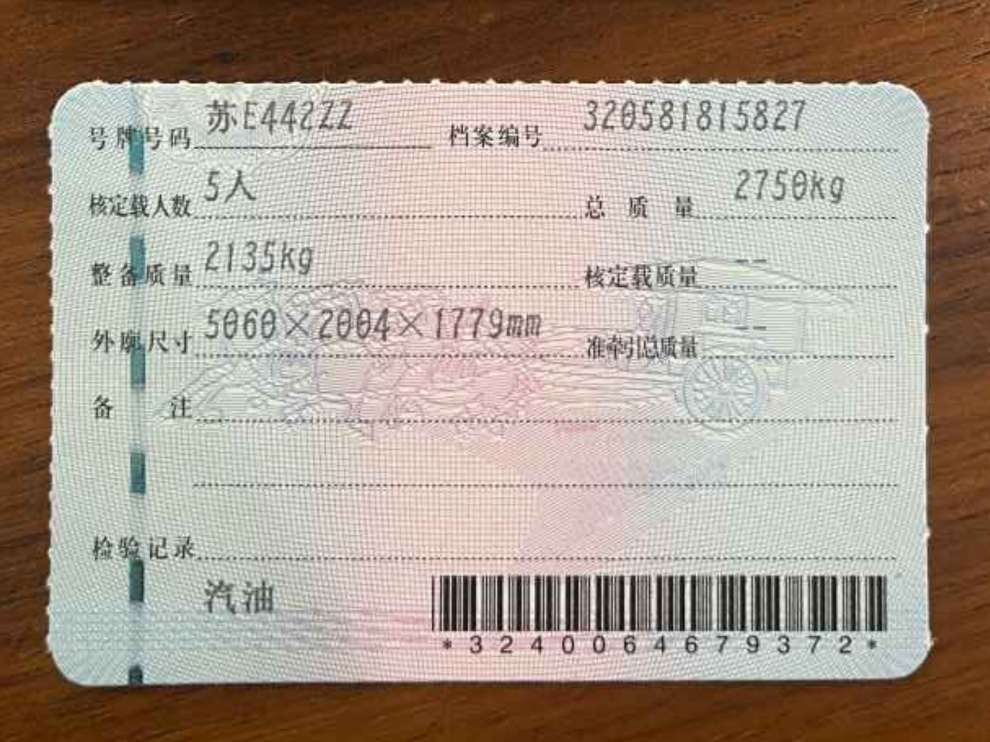 号牌号码 苏E442ZZ 档案编号 320581815827
核定载人数 5人 总质量 2750kg
整备质量 2135kg 核定载质量 --
外廓尺寸 5060×2004×1779mm 准牵引总质量 --
备注
检验记录
汽油
*3240064679372*